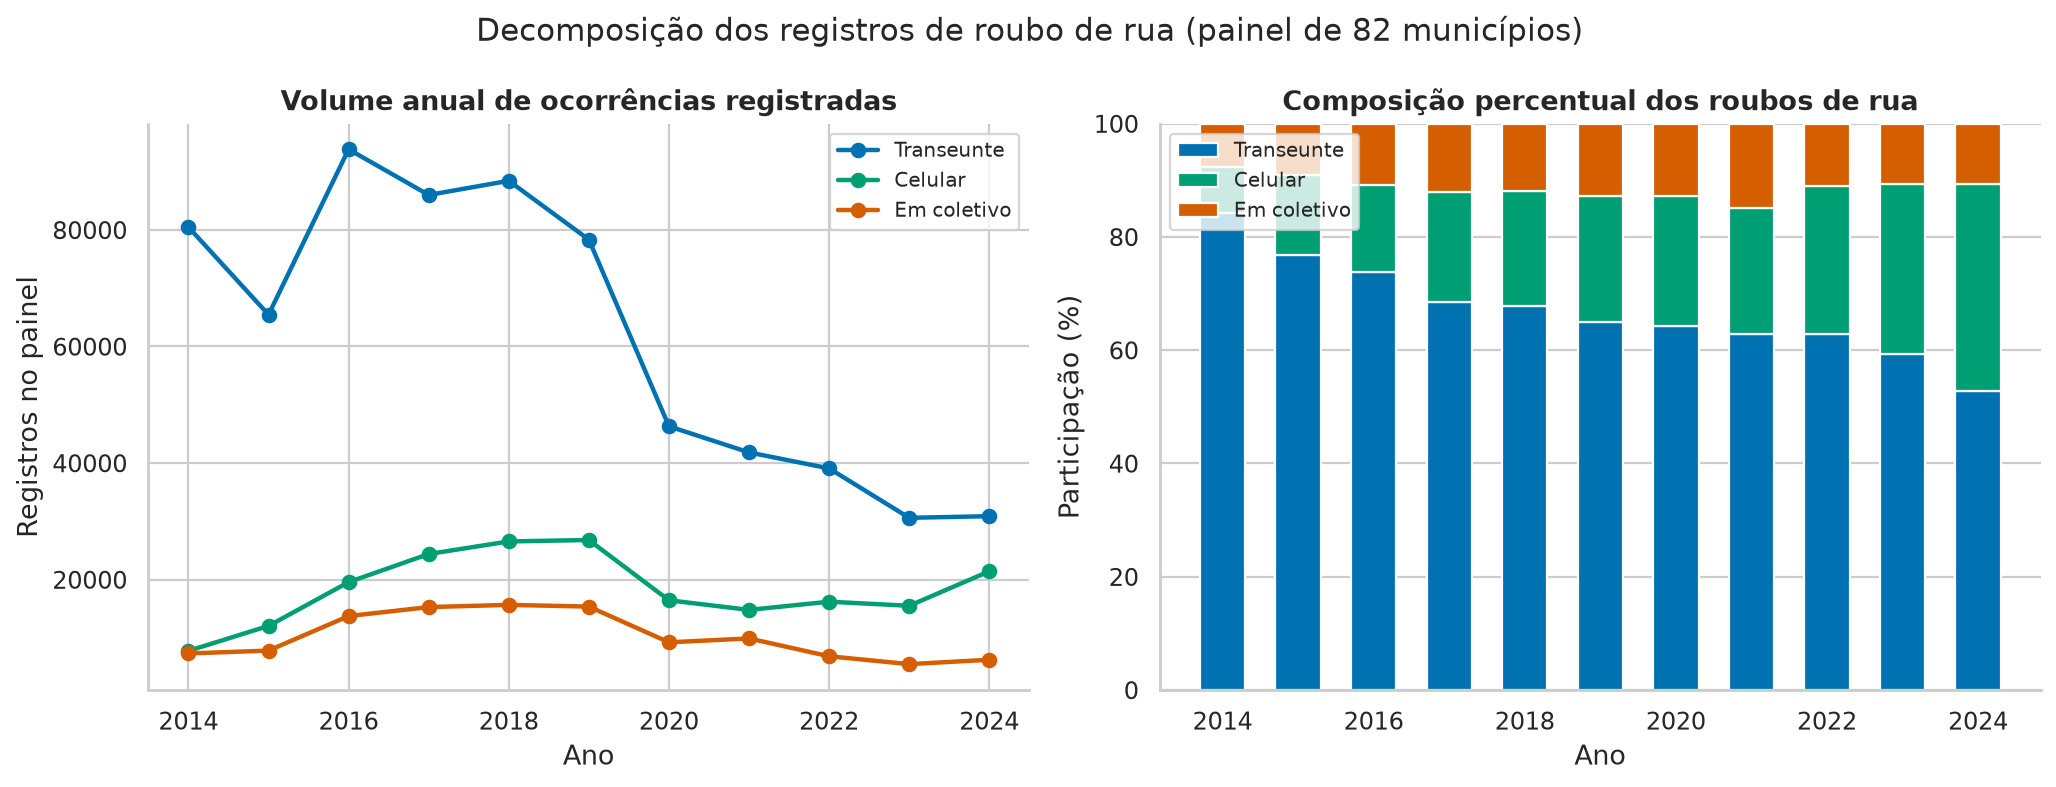 Decomposição dos registros de roubo de rua (painel de 82 municípios)
Volume anual de ocorrências registradas
Registros no painel
80000
60000
40000
20000
Transeunte
Celular
Em coletivo
2014
2016
2018
2020
2022
2024
Ano
Composição percentual dos roubos de rua
Participação (%)
100
80
60
40
20
0
Transeunte
Celular
Em coletivo
2014
2016
2018
2020
2022
2024
Ano